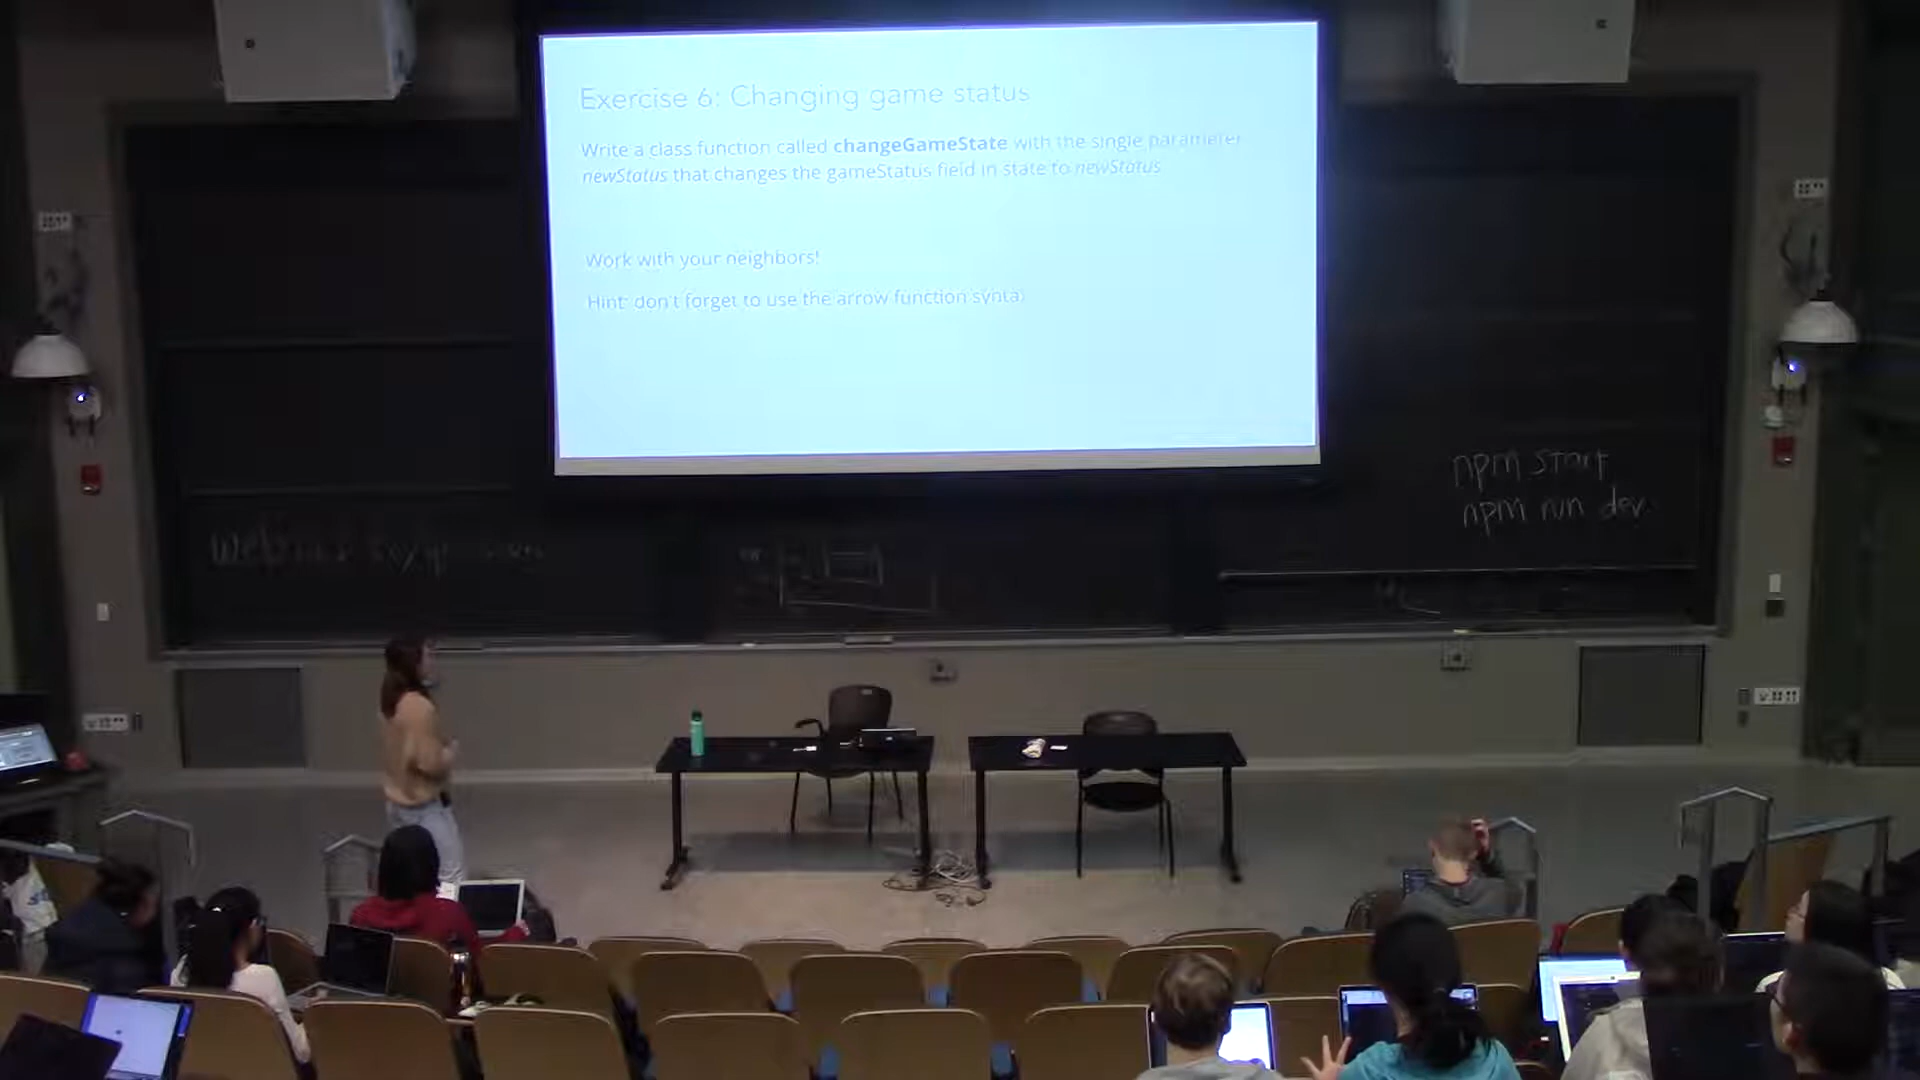 Exercise 6: Changing game status
Write a class function called changeGameState with the single parameter
newStatus that changes the gameStatus field in state to newStatus
Work with your neighbors!
Hint: don't forget to use the arrow function syntax
npm start
npm run dev